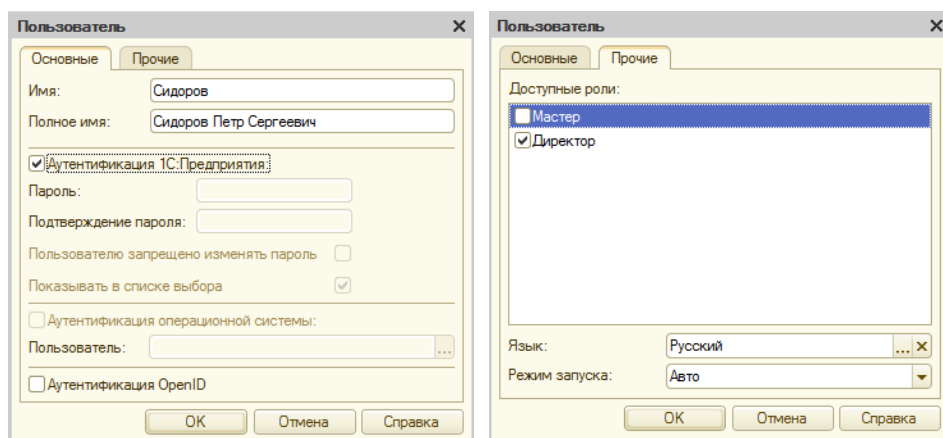 Пользователь
Основные Прочие
Имя: Сидоров
Полное имя: Сидоров Петр Сергеевич
Аутентификация 1С:Предприятия:
Пароль:
Подтверждение пароля:
Пользователю запрещено изменять пароль
Показывать в списке выбора
Аутентификация операционной системы:
Пользователь: ...
Аутентификация OpenID
OK Отмена Справка
Пользователь
Основные Прочие
Доступные роли:
Мастер
Директор
Язык: Русский ...
Режим запуска: Авто
OK Отмена Справка